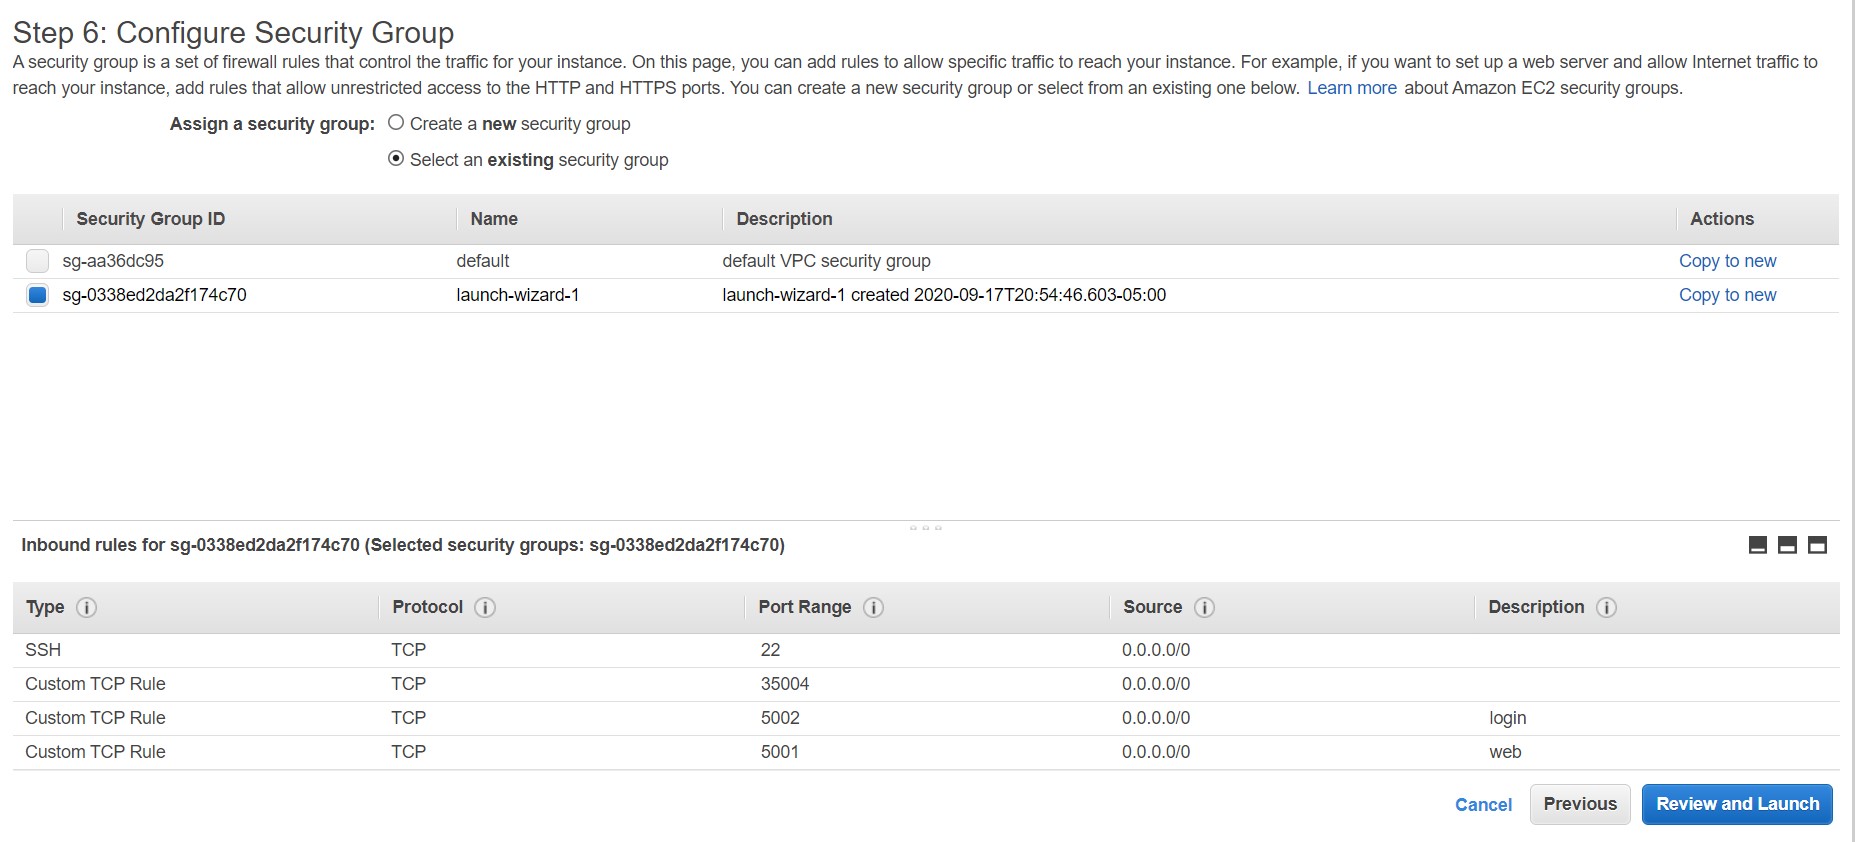 Step 6: Configure Security Group
A security group is a set of firewall rules that control the traffic for your instance. On this page, you can add rules to allow specific traffic to reach your instance. For example, if you want to set up a web server and allow Internet traffic to
reach your instance, add rules that allow unrestricted access to the HTTP and HTTPS ports. You can create a new security group or select from an existing one below. Learn more about Amazon EC2 security groups.
Assign a security group: Create a new security group
Select an existing security group
Security Group ID Name Description Actions
sg-aa36dc95 default default VPC security group Copy to new
sg-0338ed2da2f174c70 launch-wizard-1 launch-wizard-1 created 2020-09-17T20:54:46.603-05:00 Copy to new
Inbound rules for sg-0338ed2da2f174c70 (Selected security groups: sg-0338ed2da2f174c70)
Type i Protocol i Port Range i Source i Description i
SSH TCP 22 0.0.0.0/0
Custom TCP Rule TCP 35004 0.0.0.0/0
Custom TCP Rule TCP 5002 0.0.0.0/0 login
Custom TCP Rule TCP 5001 0.0.0.0/0 web
Cancel Previous Review and Launch